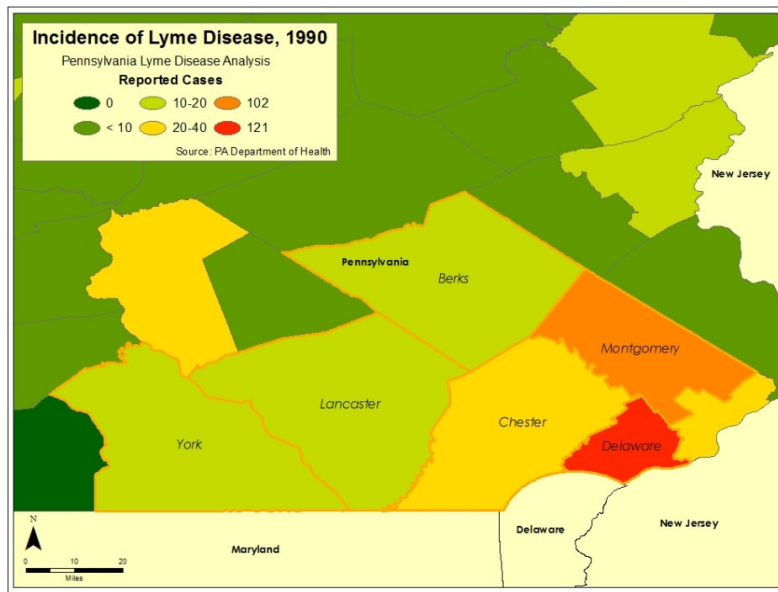 Incidence of Lyme Disease, 1990
Pennsylvania Lyme Disease Analysis
Reported Cases
0 10-20 102
< 10 20-40 121
Source: PA Department of Health
New Jersey
Pennsylvania
Berks
Montgomery
Lancaster
Chester
York
Delaware
N
Delaware
New Jersey
Maryland
0 10 20
Miles